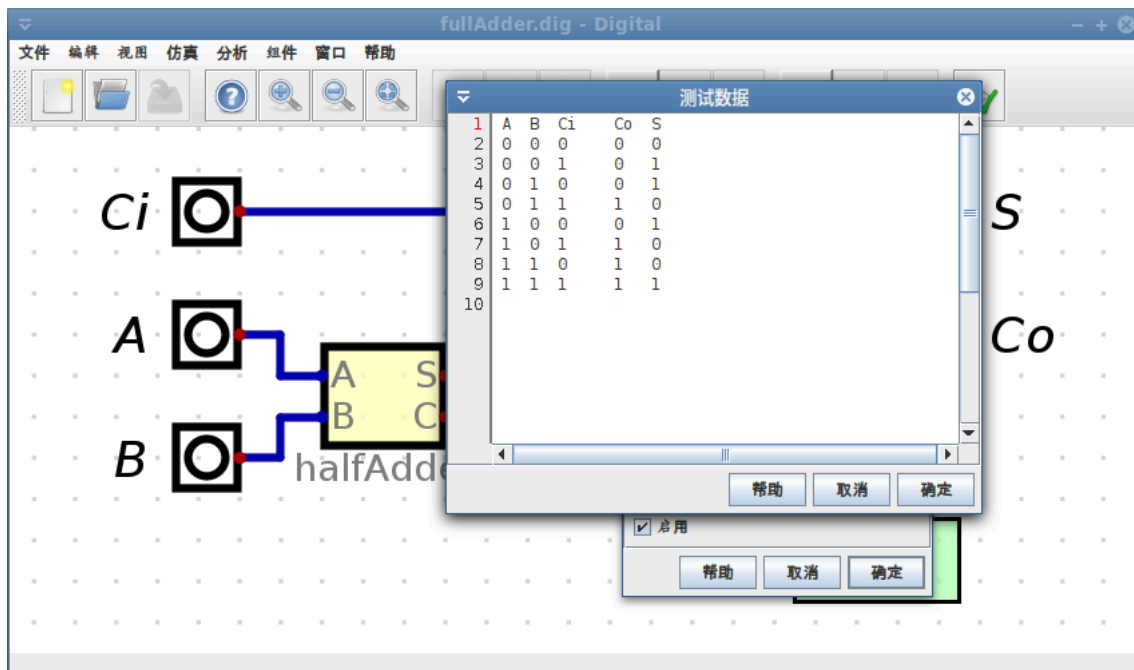 fullAdder.dig - Digital
文件 编辑 视图 仿真 分析 组件 窗口 帮助
测试数据
1 A B Ci Co S
2 0 0 0 0 0
3 0 0 1 0 1
4 0 1 0 0 1
5 0 1 1 1 0
6 1 0 0 0 1
7 1 0 1 1 0
8 1 1 0 1 0
9 1 1 1 1 1
10
帮助 取消 确定
Ci
S
A
Co
A S
B C
B
启用
帮助 取消 确定